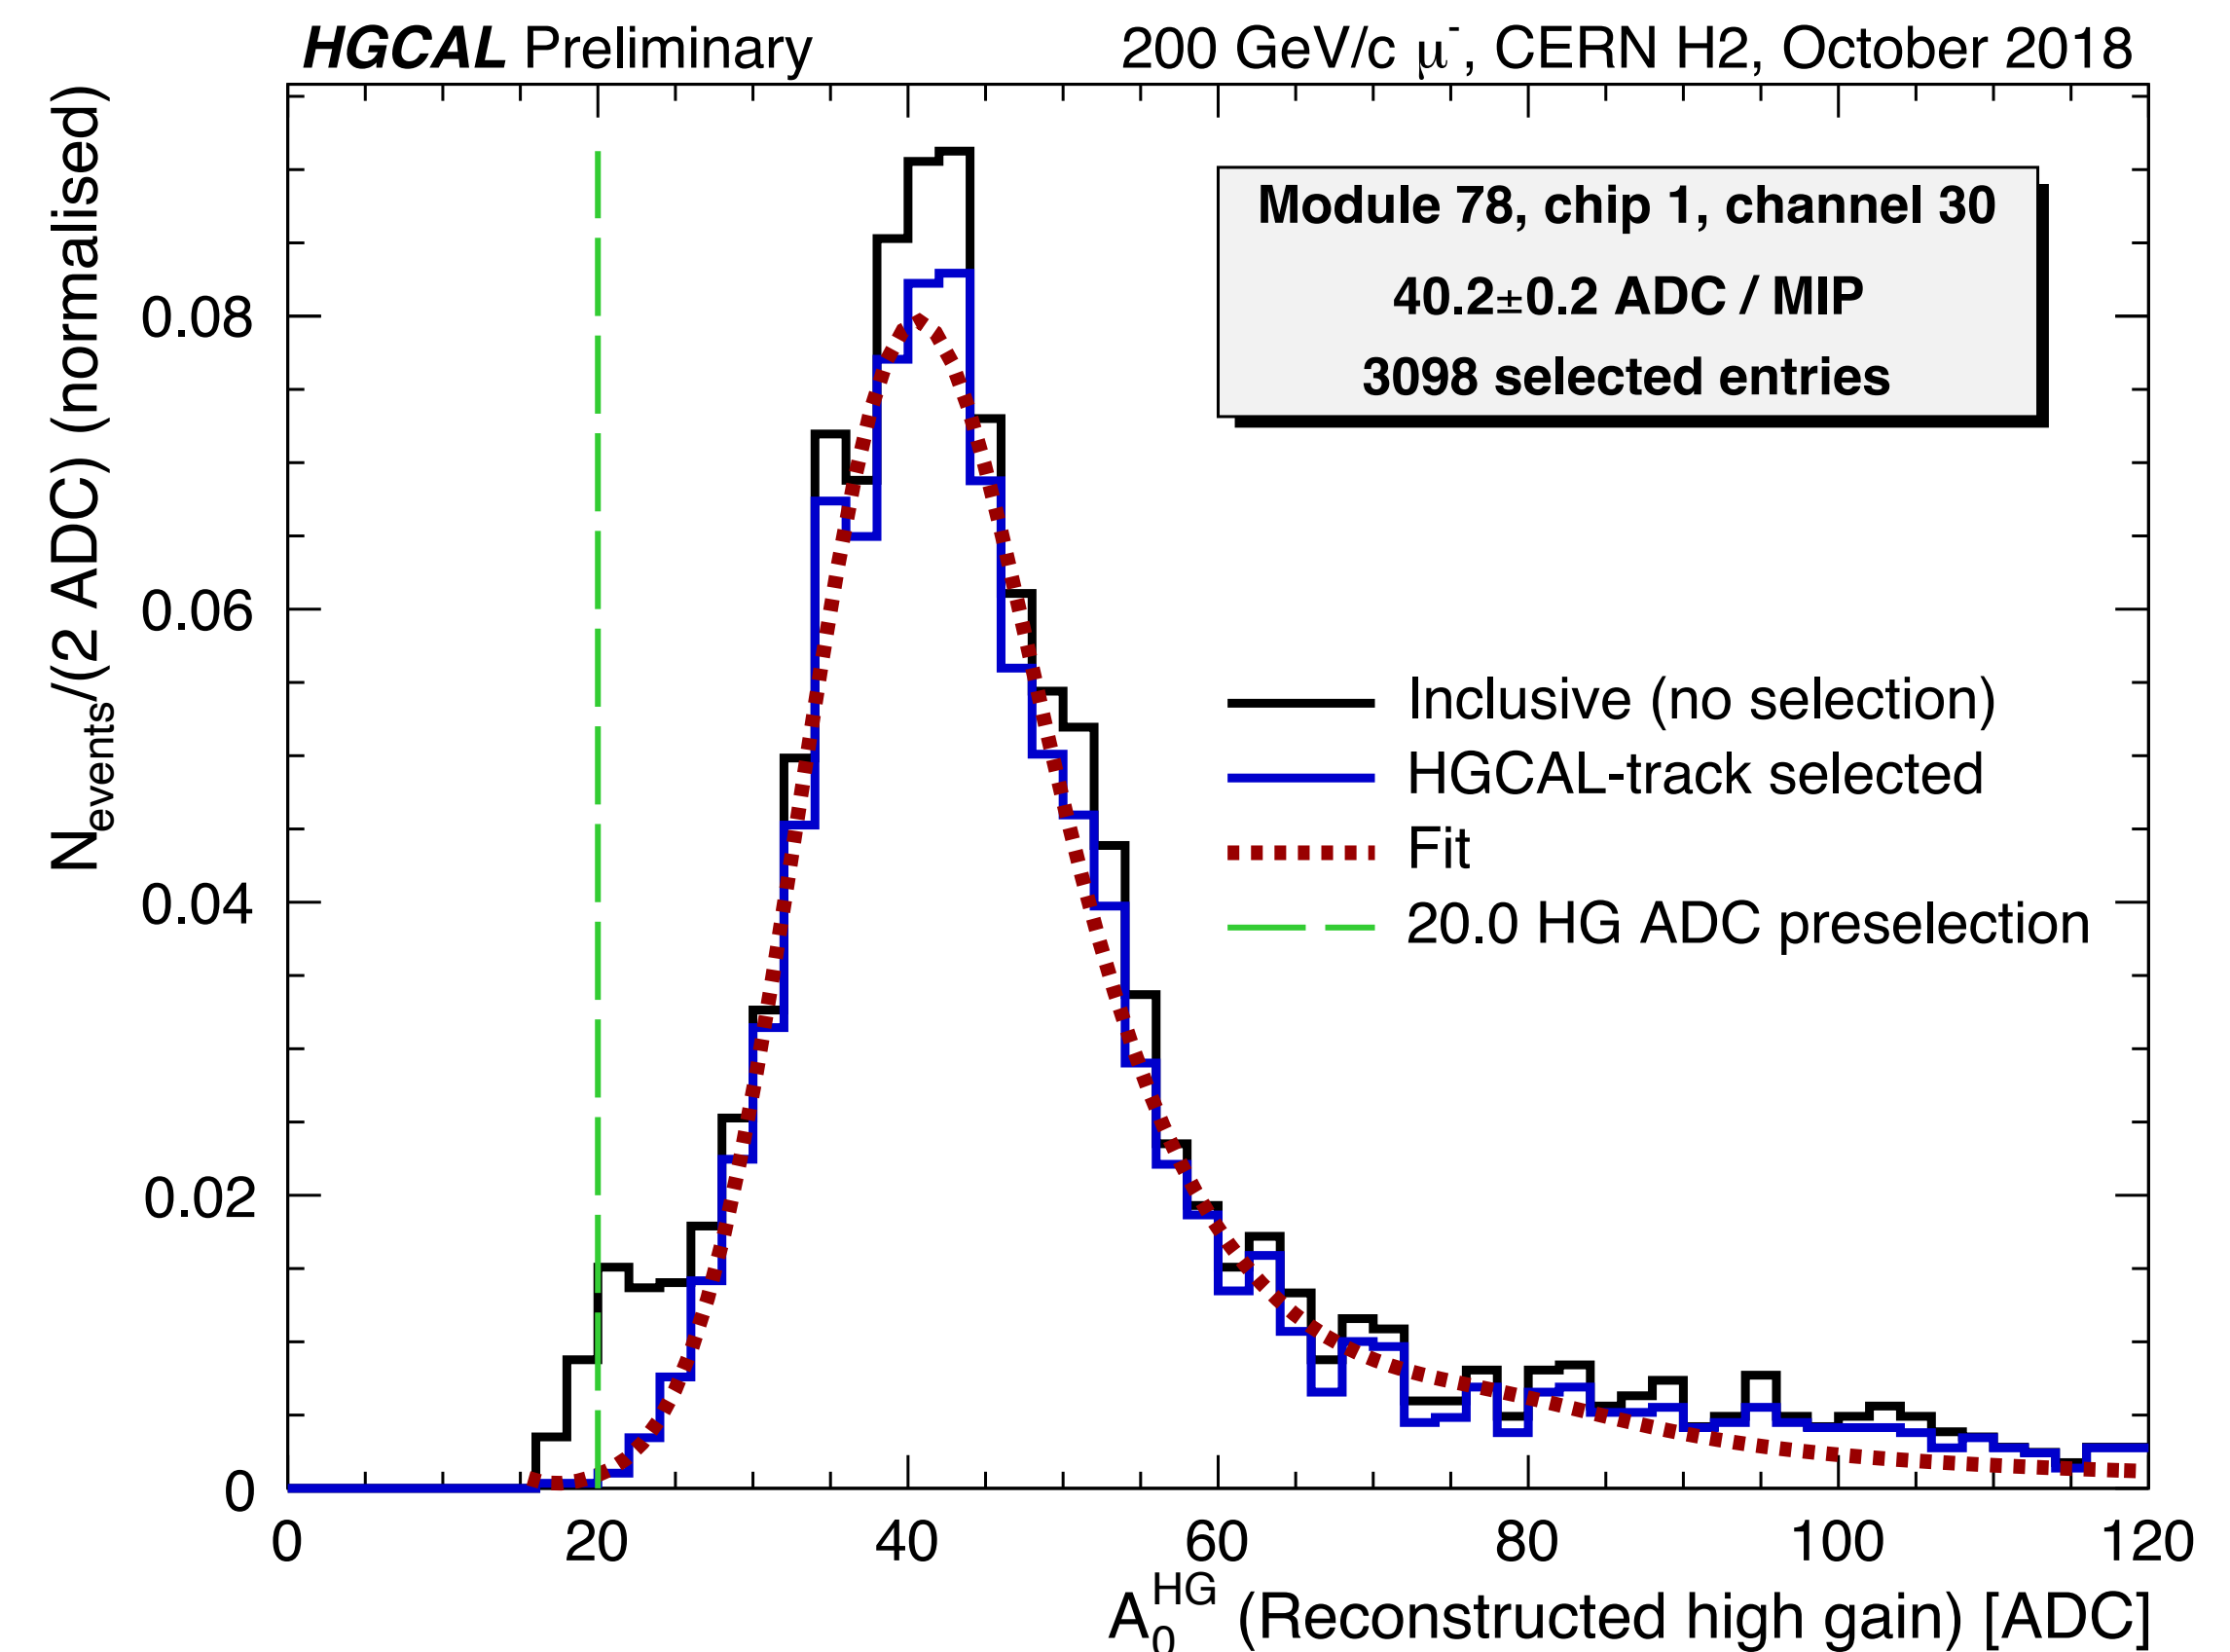 HGCAL Preliminary
200 GeV/c μ⁻, CERN H2, October 2018
N_events/(2 ADC) (normalised)
0.08
0.06
0.04
0.02
0
Module 78, chip 1, channel 30
40.2±0.2 ADC / MIP
3098 selected entries
Inclusive (no selection)
HGCAL-track selected
Fit
20.0 HG ADC preselection
0 20 40 60 80 100 120
A₀^HG (Reconstructed high gain) [ADC]